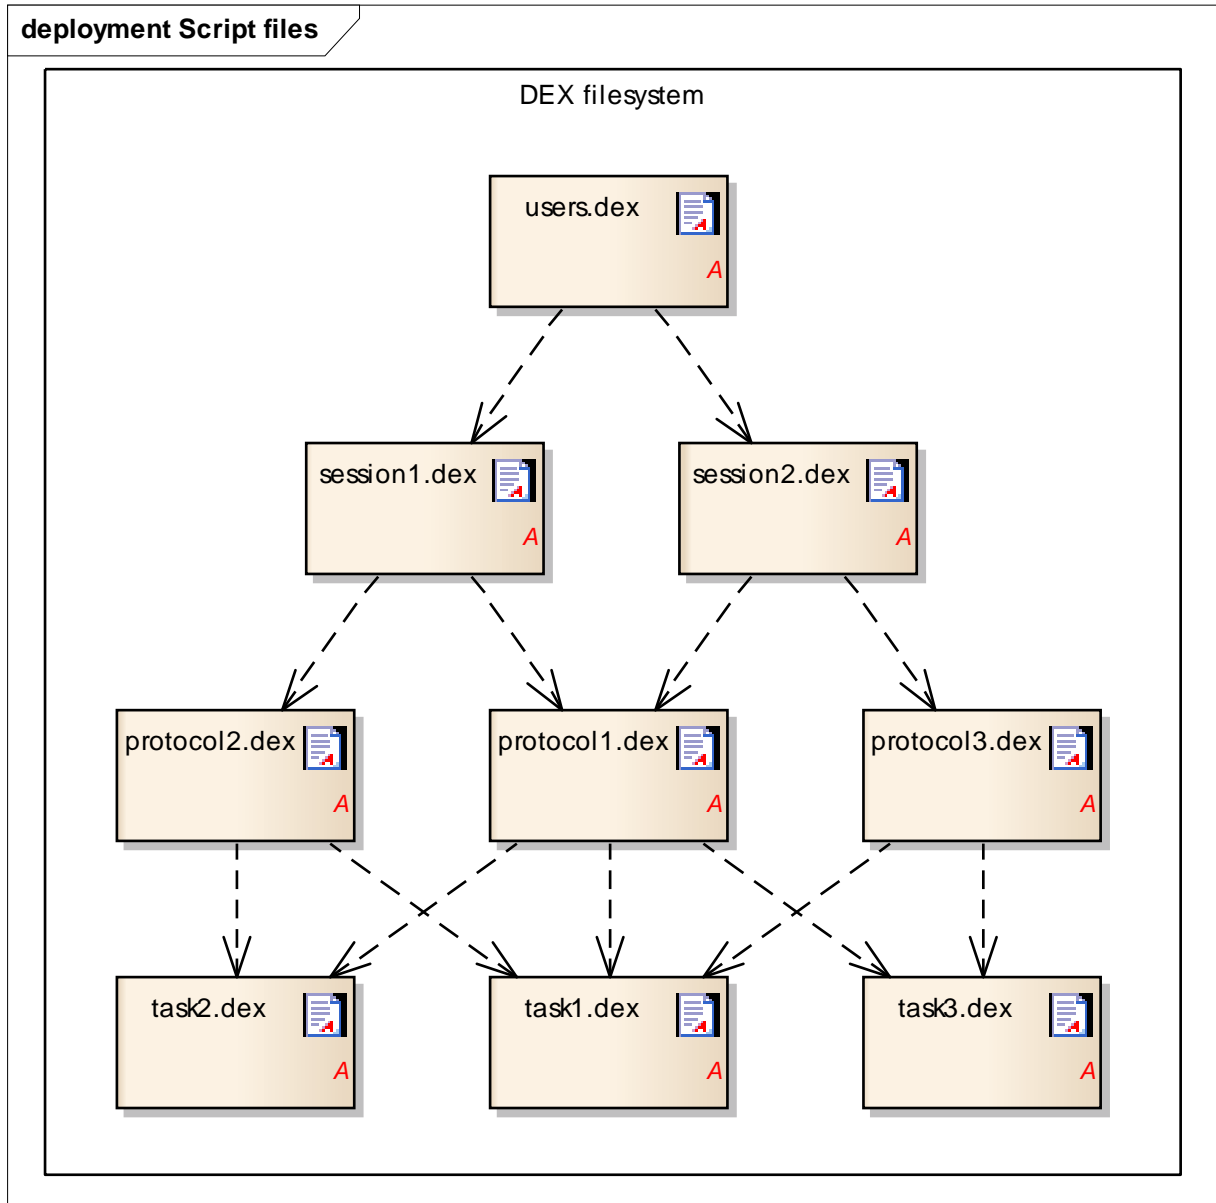 deployment Script files
DEX filesystem
users.dex
A
session1.dex
A
session2.dex
A
protocol2.dex
A
protocol1.dex
A
protocol3.dex
A
task2.dex
A
task1.dex
A
task3.dex
A